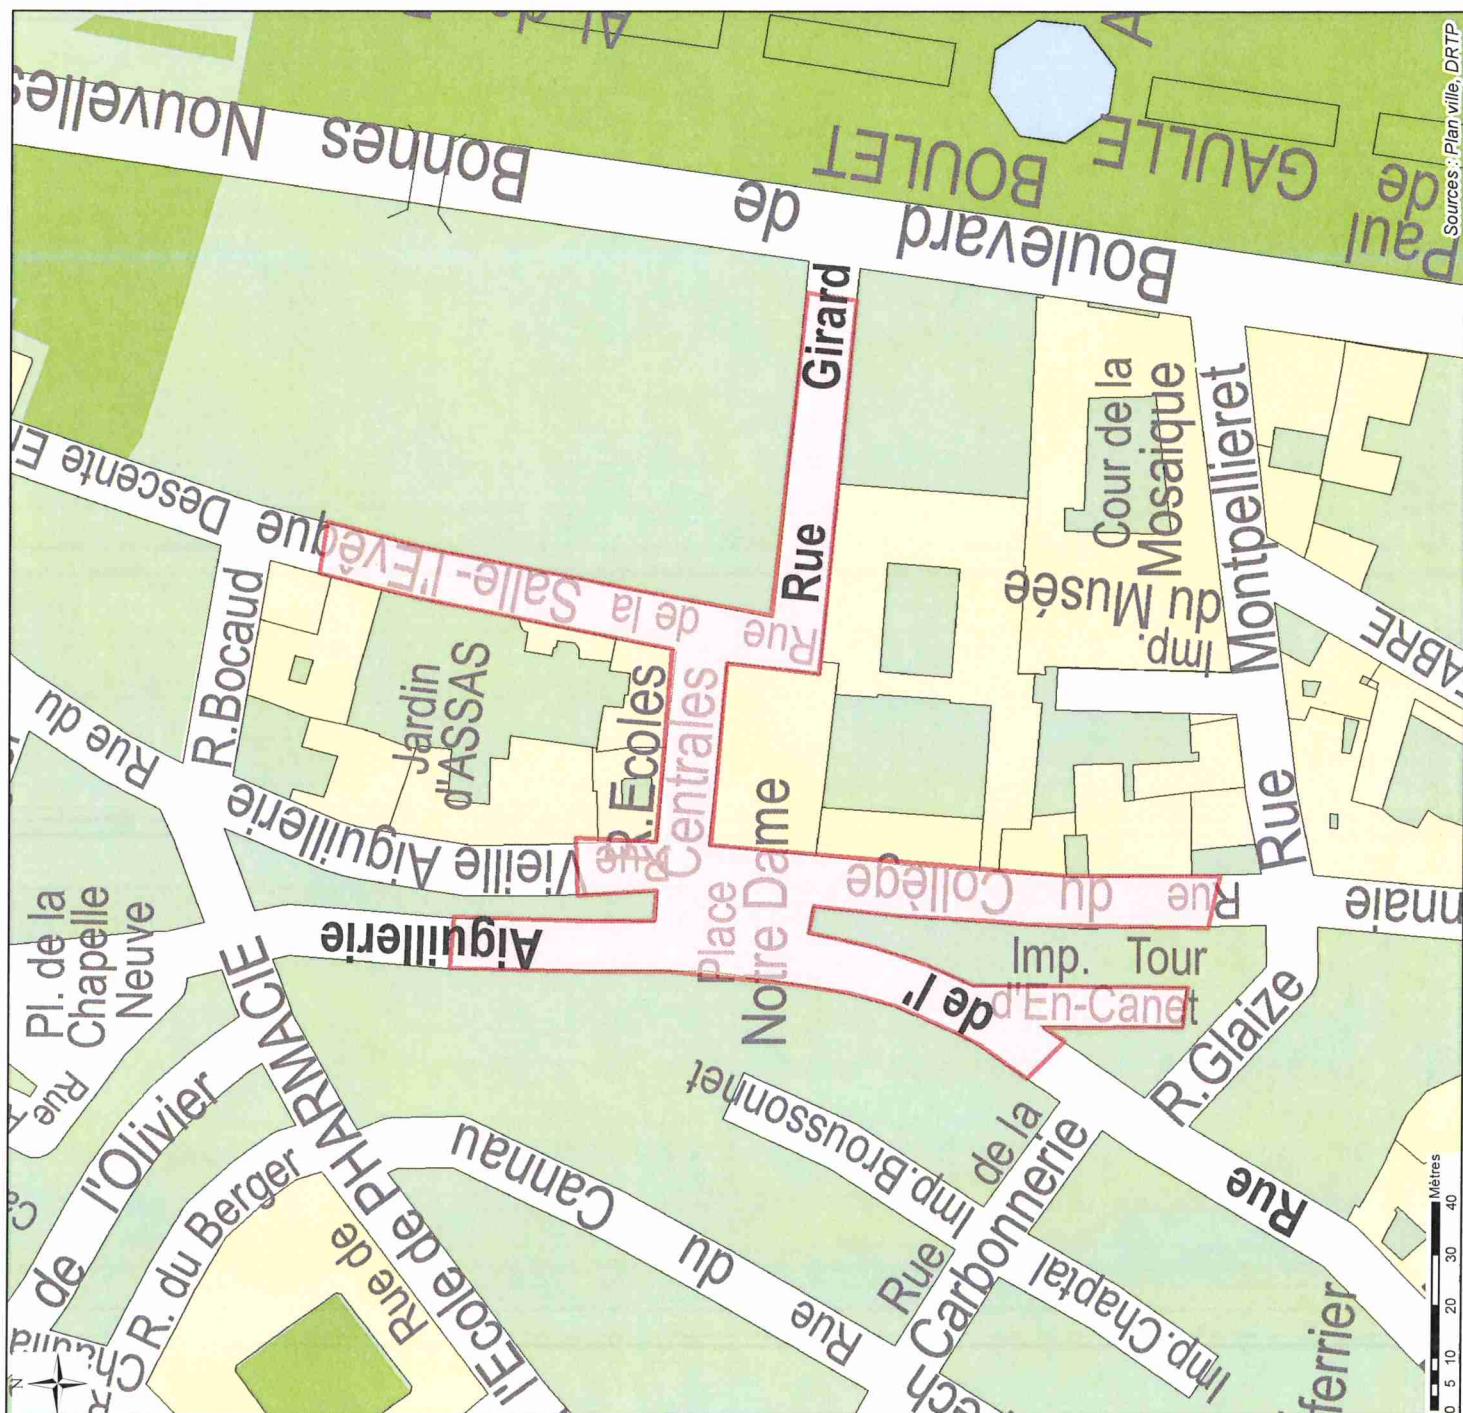 Nouvelles
Bonnes
de
Boulevard
BOULET
GAULLE
de
Paul
Sources : Plan ville, DRTP
Rue
Girard
Descente
Rue
de la
Salle-l'Evêque
R.Bocaud
Rue du
Jardin
d'ASSAS
R.Ecoles
Centrales
Rue
Vieille Aiguillerie
Cour de la
Mosaique
Imp.
du Musée
Rue
Montpellieret
FABRE
Place
Notre Dame
Rue
du
Collège
R
Imp. Tour
d'En-Canet
R.Glaize
Pl. de la
Chapelle
Neuve
Rue
de l'
Aiguillerie
Rue de
l'Ecole de PHARMACIE
Rue
de
l'Olivier
R. du Berger
Rue
du
Cannau
Imp.Broussonnet
Rue
de la
Carbonnerie
Imp.Chaptal
ferrier
N
0 5 10 20 30 40
Mètres